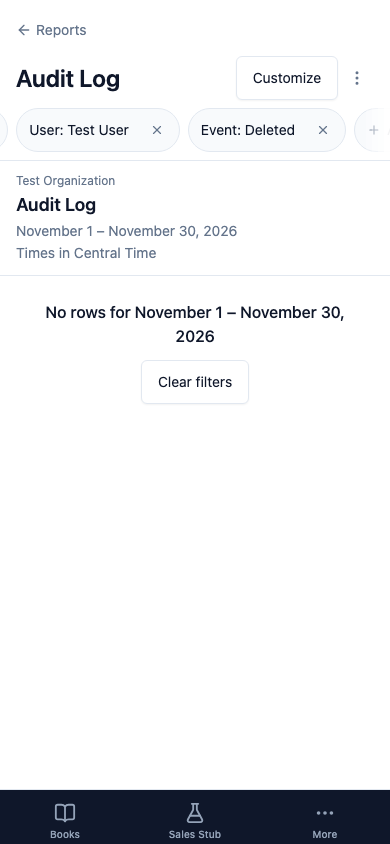 Reports
Audit Log
Customize
User: Test User
Event: Deleted
Test Organization
Audit Log
November 1 – November 30, 2026
Times in Central Time
No rows for November 1 – November 30,
2026
Clear filters
Books
Sales Stub
More